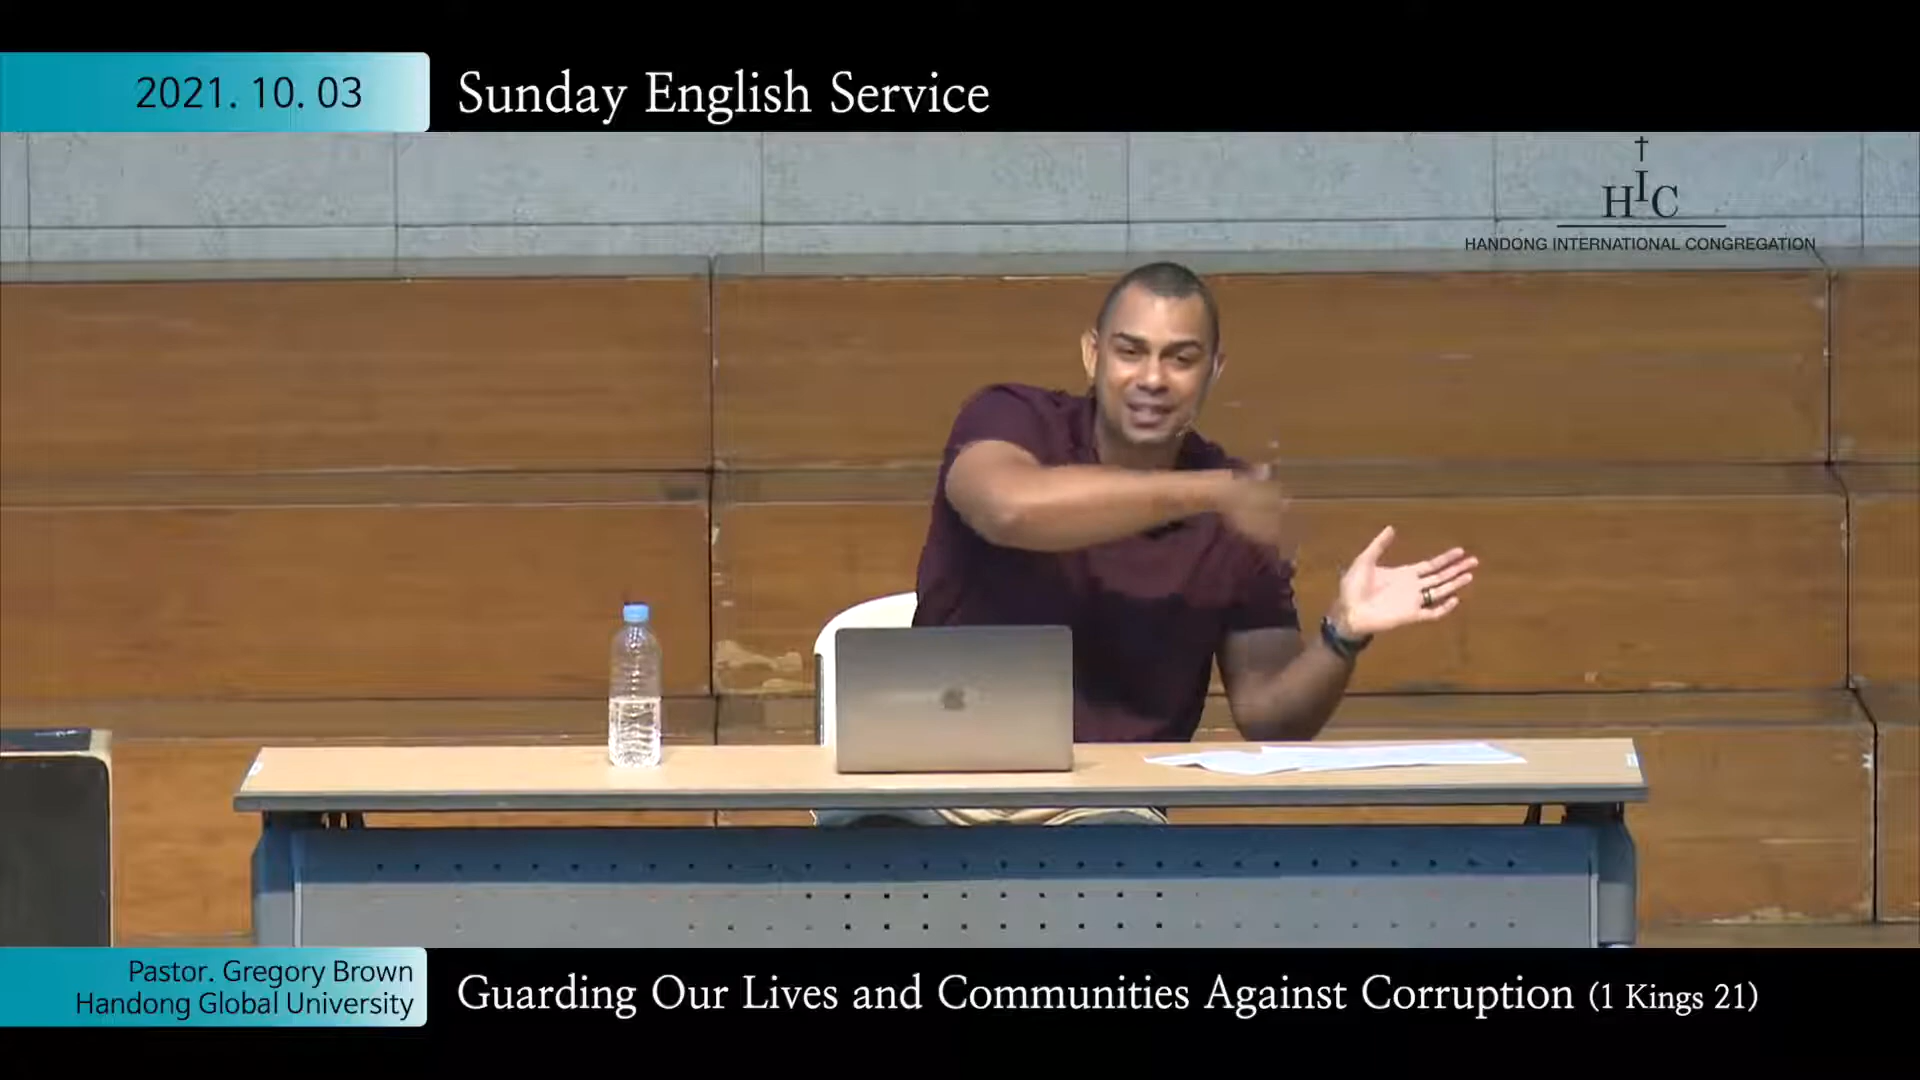 2021. 10. 03
Sunday English Service
HIC
HANDONG INTERNATIONAL CONGREGATION
Pastor. Gregory Brown
Handong Global University
Guarding Our Lives and Communities Against Corruption (1 Kings 21)